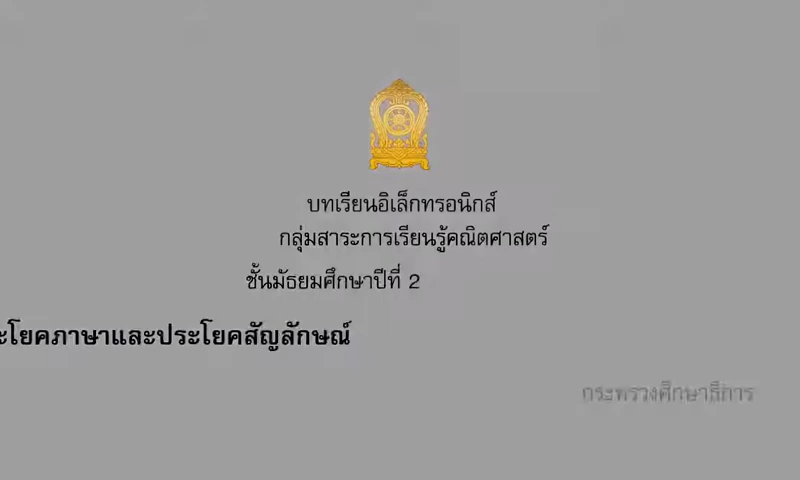 บทเรียนอิเล็กทรอนิกส์
กลุ่มสาระการเรียนรู้คณิตศาสตร์
ชั้นมัธยมศึกษาปีที่ 2
ะโยคภาษาและประโยคสัญลักษณ์
กระทรวงศึกษาธิการ